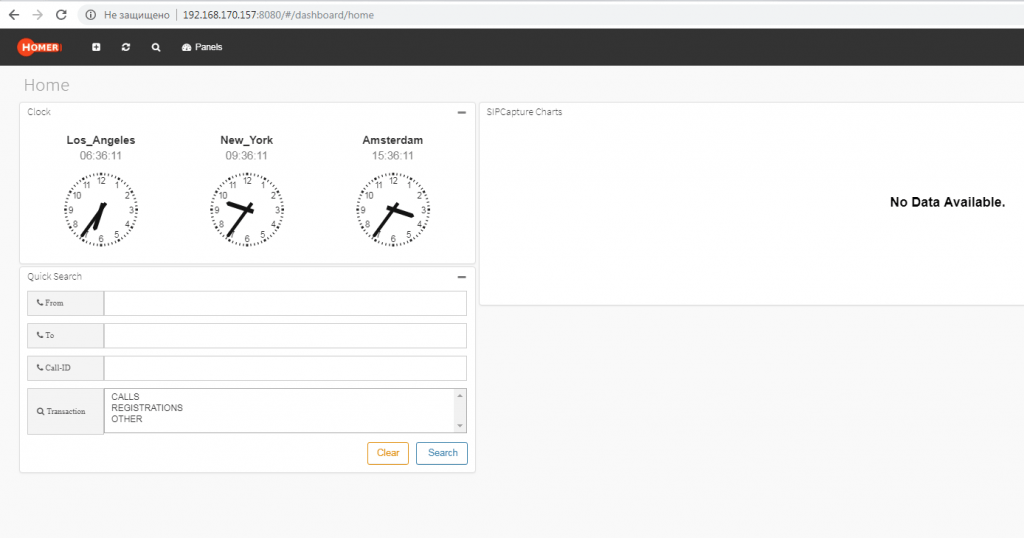 Не защищено 192.168.170.157:8080/#/dashboard/home
HOMER Panels
Home
Clock
Los_Angeles New_York Amsterdam
06:36:11 09:36:11 15:36:11
12 1 2 3 4 5 6 7 8 9 10 11
12 1 2 3 4 5 6 7 8 9 10 11
12 1 2 3 4 5 6 7 8 9 10 11
SIPCapture Charts
No Data Available.
Quick Search
From
To
Call-ID
Transaction
CALLS
REGISTRATIONS
OTHER
Clear Search